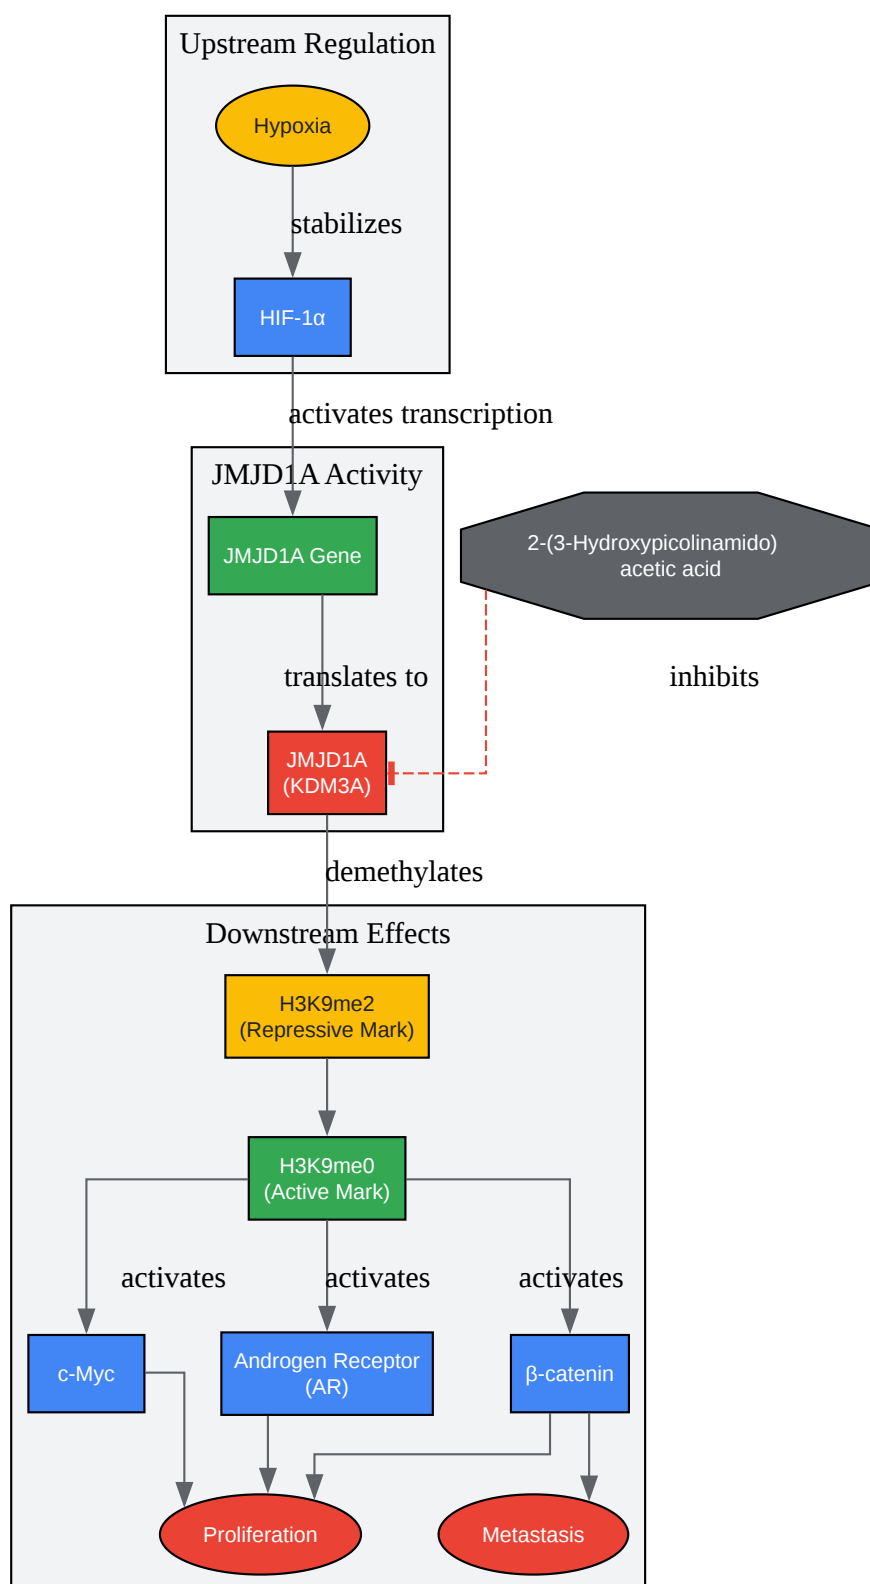 Upstream Regulation
Hypoxia
stabilizes
HIF-1α
activates transcription
JMJD1A Activity
JMJD1A Gene
2-(3-Hydroxypicolinamido)
acetic acid
translates to
inhibits
JMJD1A
(KDM3A)
demethylates
Downstream Effects
H3K9me2
(Repressive Mark)
H3K9me0
(Active Mark)
activates
activates
activates
c-Myc
Androgen Receptor
(AR)
β-catenin
Proliferation
Metastasis